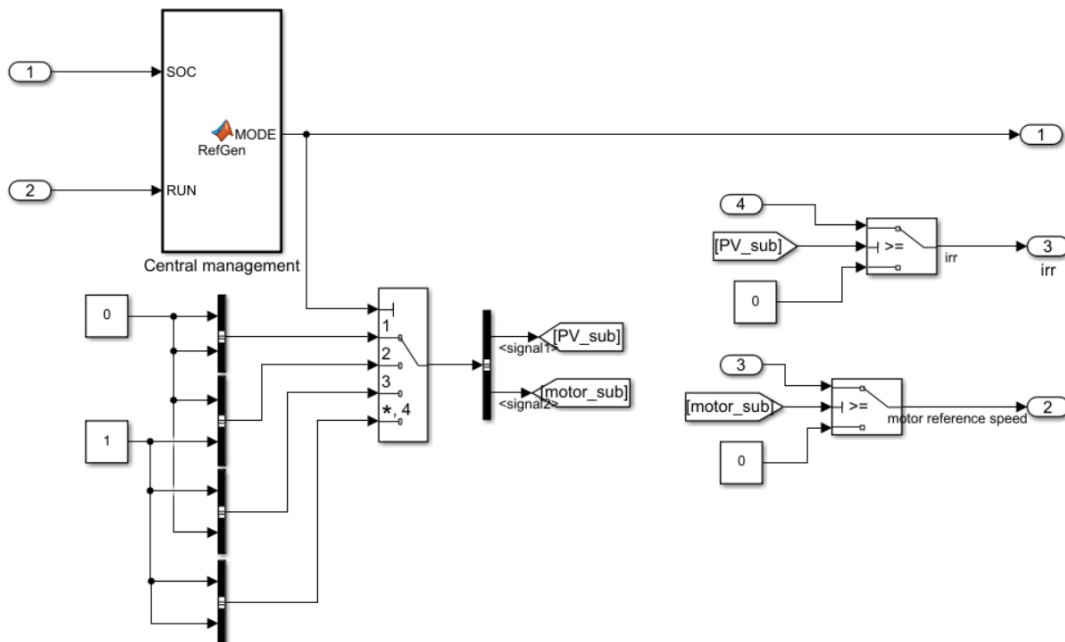 1
SOC
MODE
RefGen
1
2
RUN
Central management
4
[PV_sub]
>=
irr
3
irr
0
0
1
2
3
*, 4
<signal1>
[PV_sub]
<signal2>
[motor_sub]
1
3
[motor_sub]
>=
motor reference speed
2
0